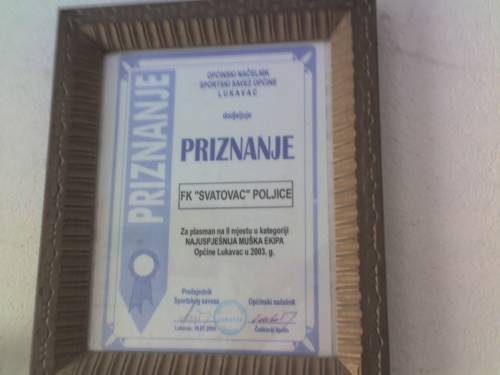 PRIZNANJE
OPĆINSKI NAČELNIK
SPORTSKI SAVEZ OPĆINE
LUKAVAC
dodjeljuje
PRIZNANJE
FK "SVATOVAC" POLJICE
Za plasman na II mjestu u kategoriji
NAJUSPJEŠNIJA MUŠKA EKIPA
Općine Lukavac u 2003. g.
Predsjednik
Sportskog saveza
Općinski načelnik
Lukavac,